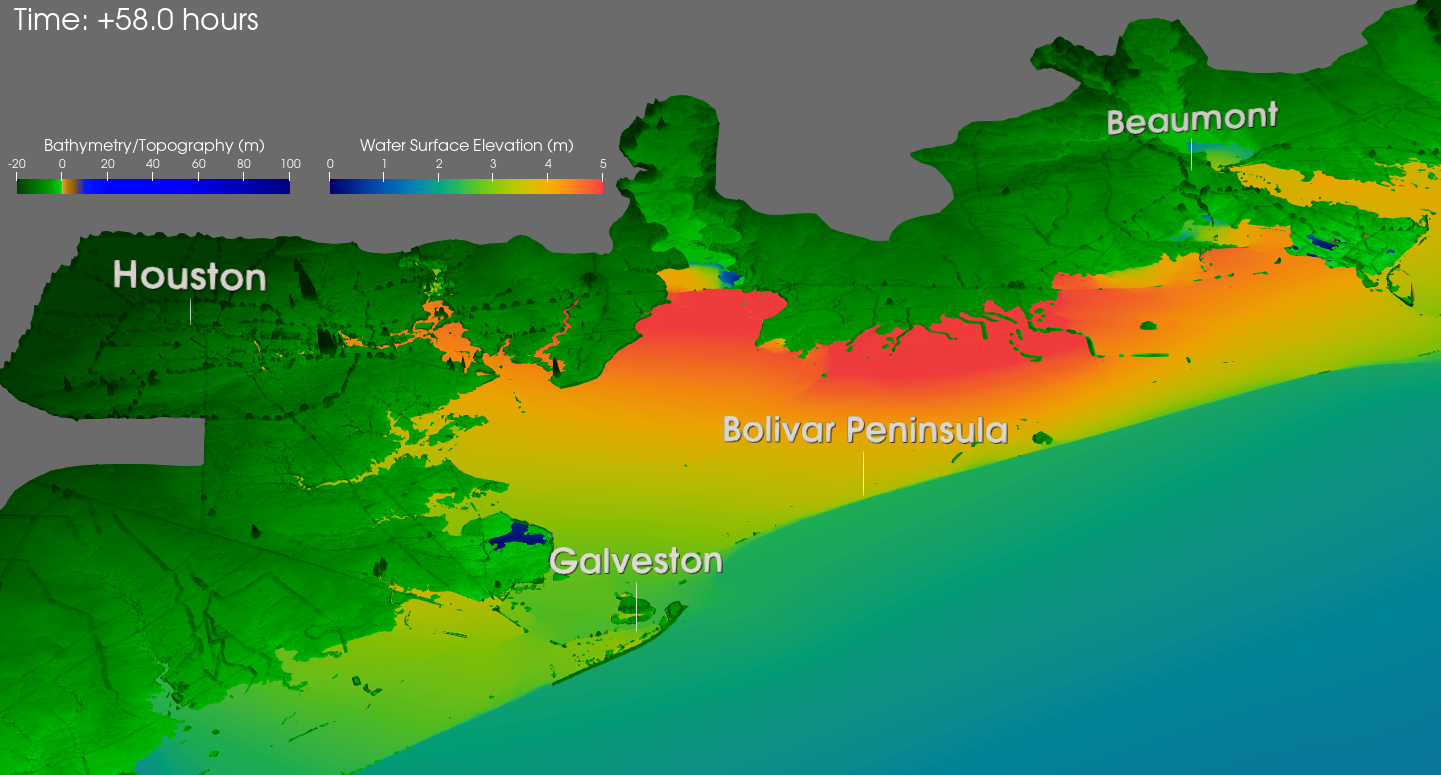 Time: +58.0 hours
Bathymetry/Topography (m)
-20 0 20 40 60 80 100
Water Surface Elevation (m)
0 1 2 3 4 5
Beaumont
Houston
Bolivar Peninsula
Galveston